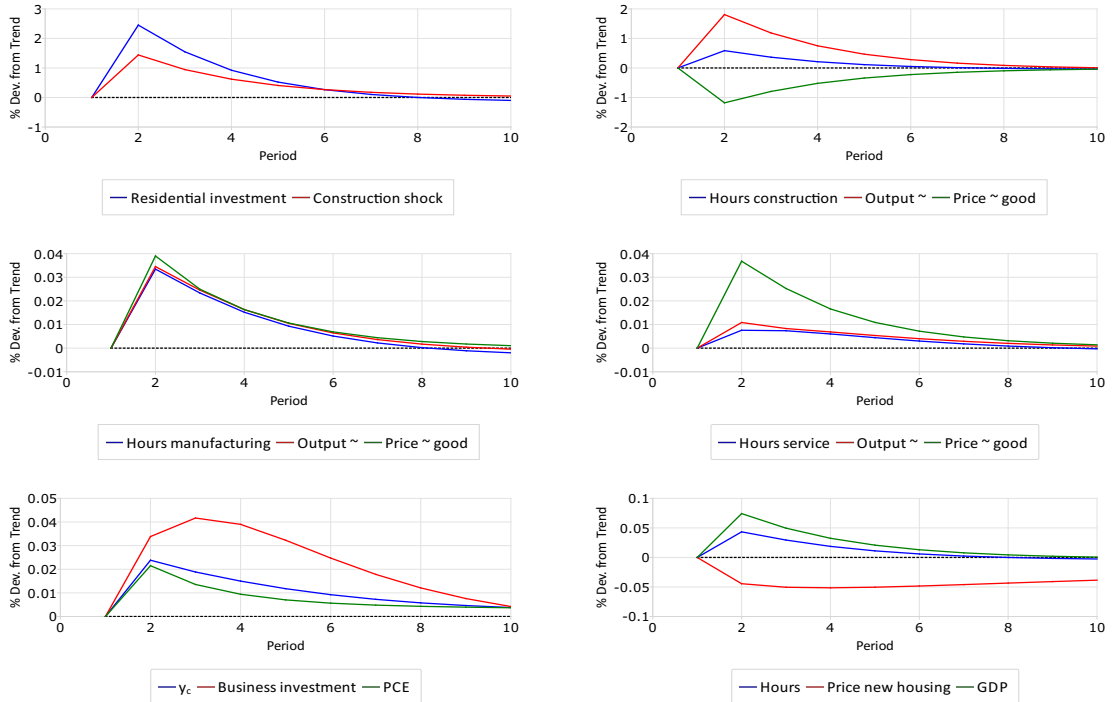 % Dev. from Trend
3
2
1
0
-1
0 2 4 6 8 10
Period
Residential investment Construction shock
% Dev. from Trend
2
1
0
-1
-2
0 2 4 6 8 10
Period
Hours construction Output ~ Price ~ good
% Dev. from Trend
0.04
0.03
0.02
0.01
0
-0.01
0 2 4 6 8 10
Period
Hours manufacturing Output ~ Price ~ good
% Dev. from Trend
0.04
0.03
0.02
0.01
0
-0.01
0 2 4 6 8 10
Period
Hours service Output ~ Price ~ good
% Dev. from Trend
0.05
0.04
0.03
0.02
0.01
0
0 2 4 6 8 10
Period
y꜀ Business investment PCE
% Dev. from Trend
0.1
0.05
0
-0.05
-0.1
0 2 4 6 8 10
Period
Hours Price new housing GDP